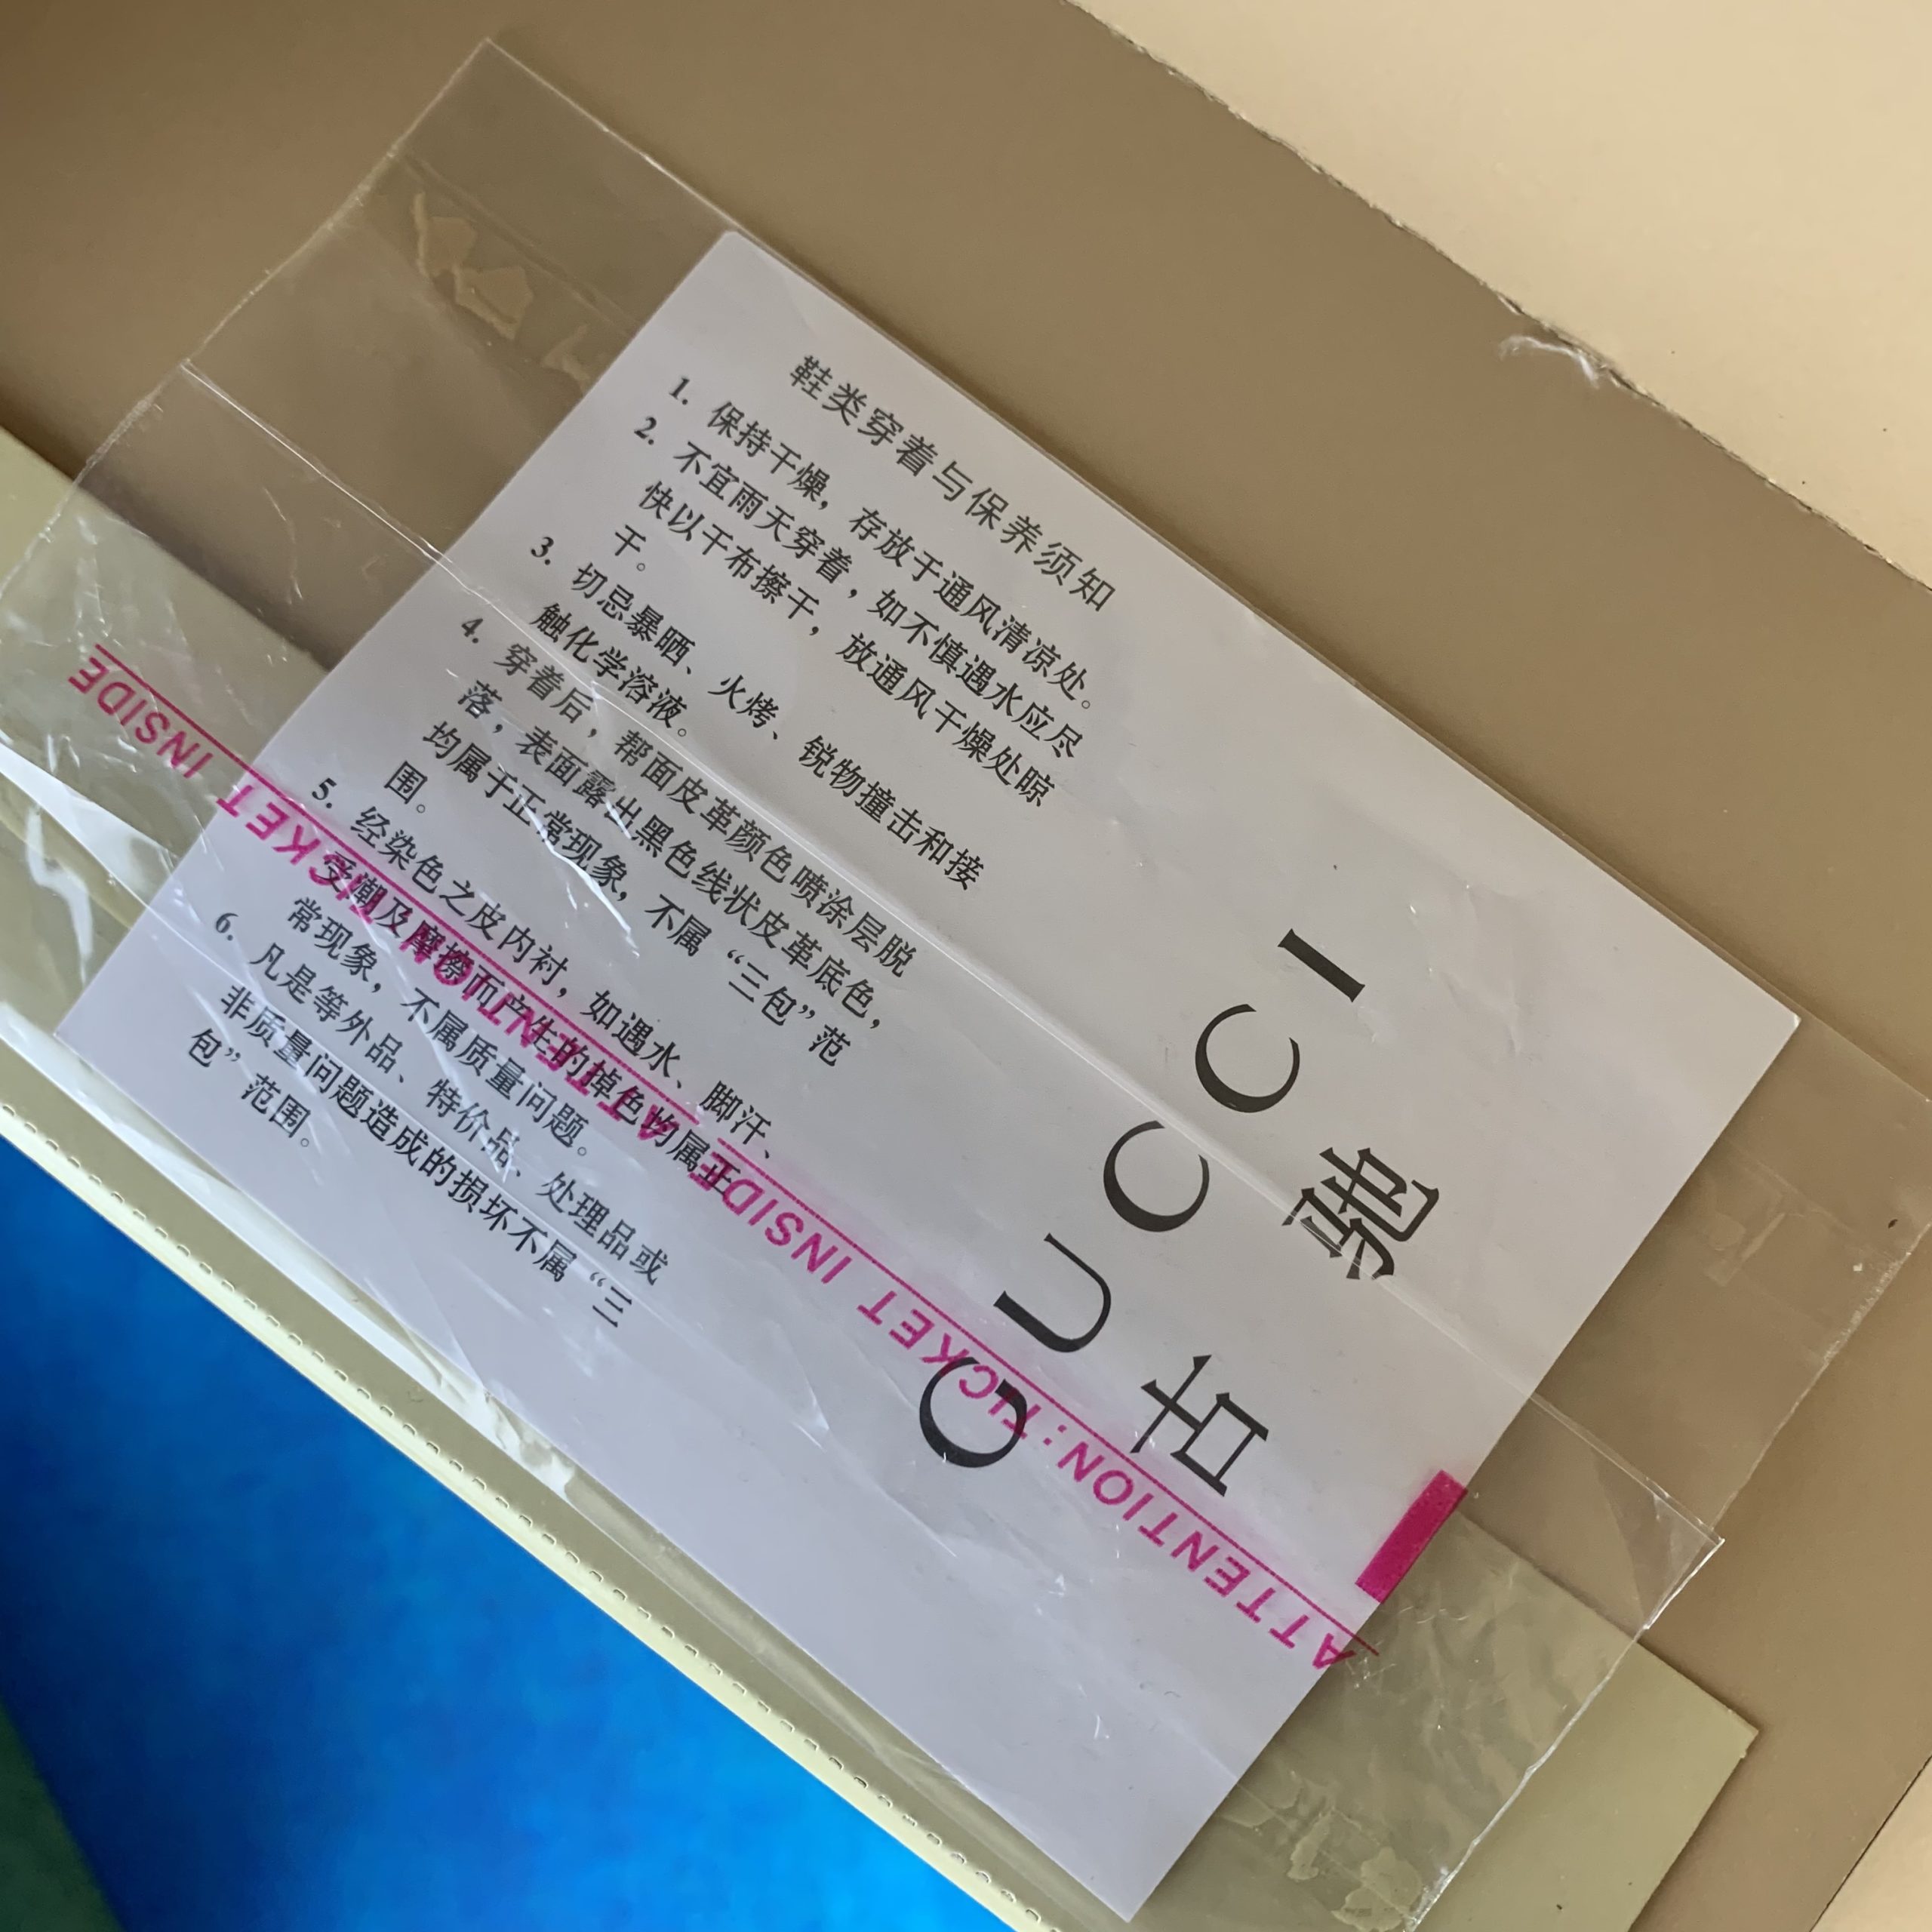 鞋类穿着与保养须知
1. 保持干燥，存放于通风清凉处。
2. 不宜雨天穿着，如不慎遇水应尽
快以干布擦干，放通风干燥处晾
干。
3. 切忌暴晒、火烤、锐物撞击和接
触化学溶液。
4. 穿着后，帮面皮革颜色喷涂层脱
落，表面露出黑色线状皮革底色，
均属于正常现象，不属“三包”范
围。
5. 经染色之皮内衬，如遇水、脚汗、
受潮及摩擦而产生的掉色均属正
常现象，不属质量问题。
6. 凡是等外品、特价品、处理品或
非质量问题造成的损坏不属“三
包”范围。
GUCCI
古驰
ATTENTION: TICKET INSIDE ATTENTION: TICKET INSIDE